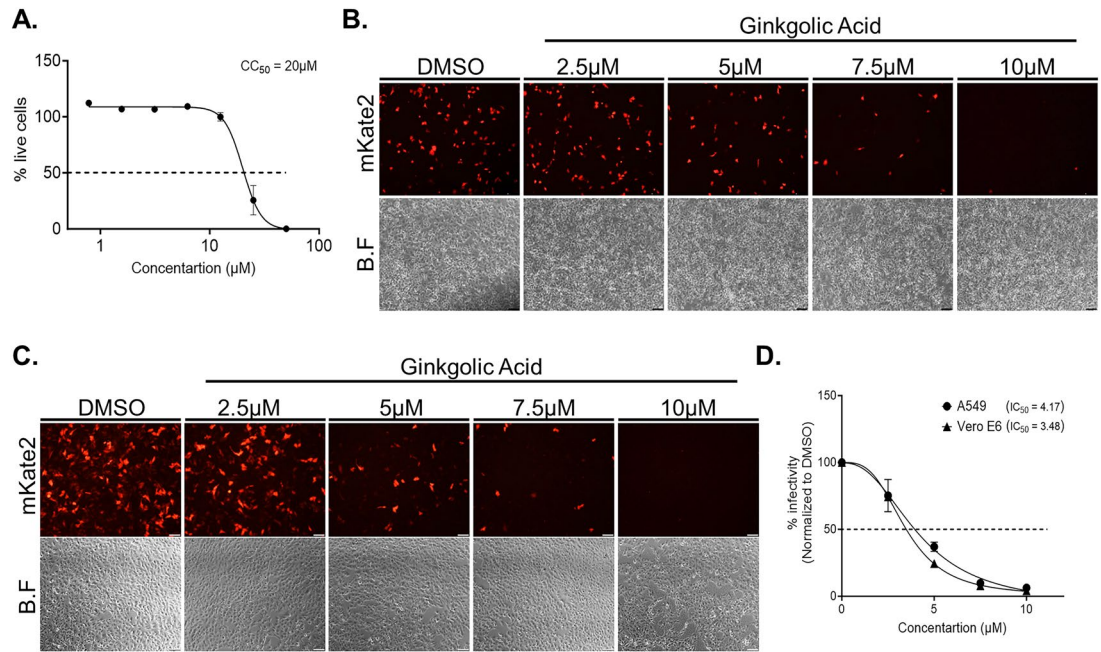 A.
150
100
50
0
% live cells
CC50 = 20µM
1 10 100
Concentartion (µM)
B.
Ginkgolic Acid
DMSO 2.5µM 5µM 7.5µM 10µM
mKate2
B.F
C.
Ginkgolic Acid
DMSO 2.5µM 5µM 7.5µM 10µM
mKate2
B.F
D.
150
100
50
0
% infectivity
(Normalized to DMSO)
A549 (IC50 = 4.17)
Vero E6 (IC50 = 3.48)
0 5 10
Concentartion (µM)